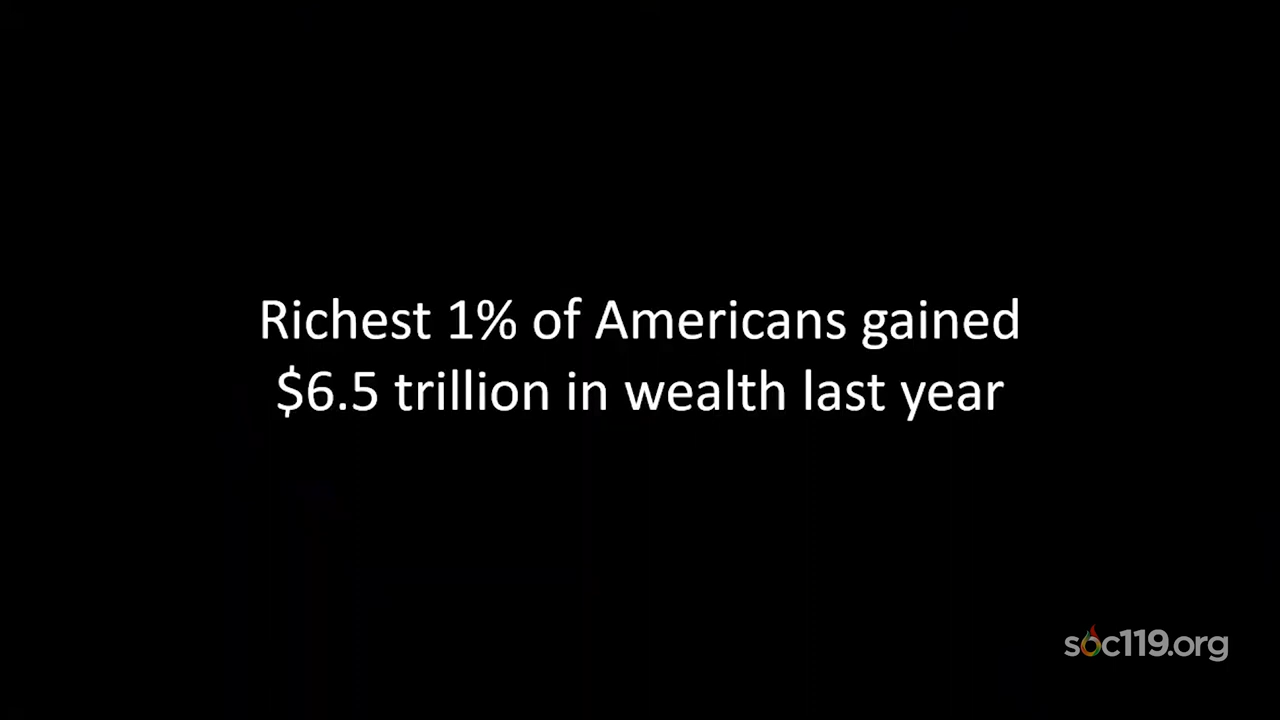 Richest 1% of Americans gained
$6.5 trillion in wealth last year
soc119.org